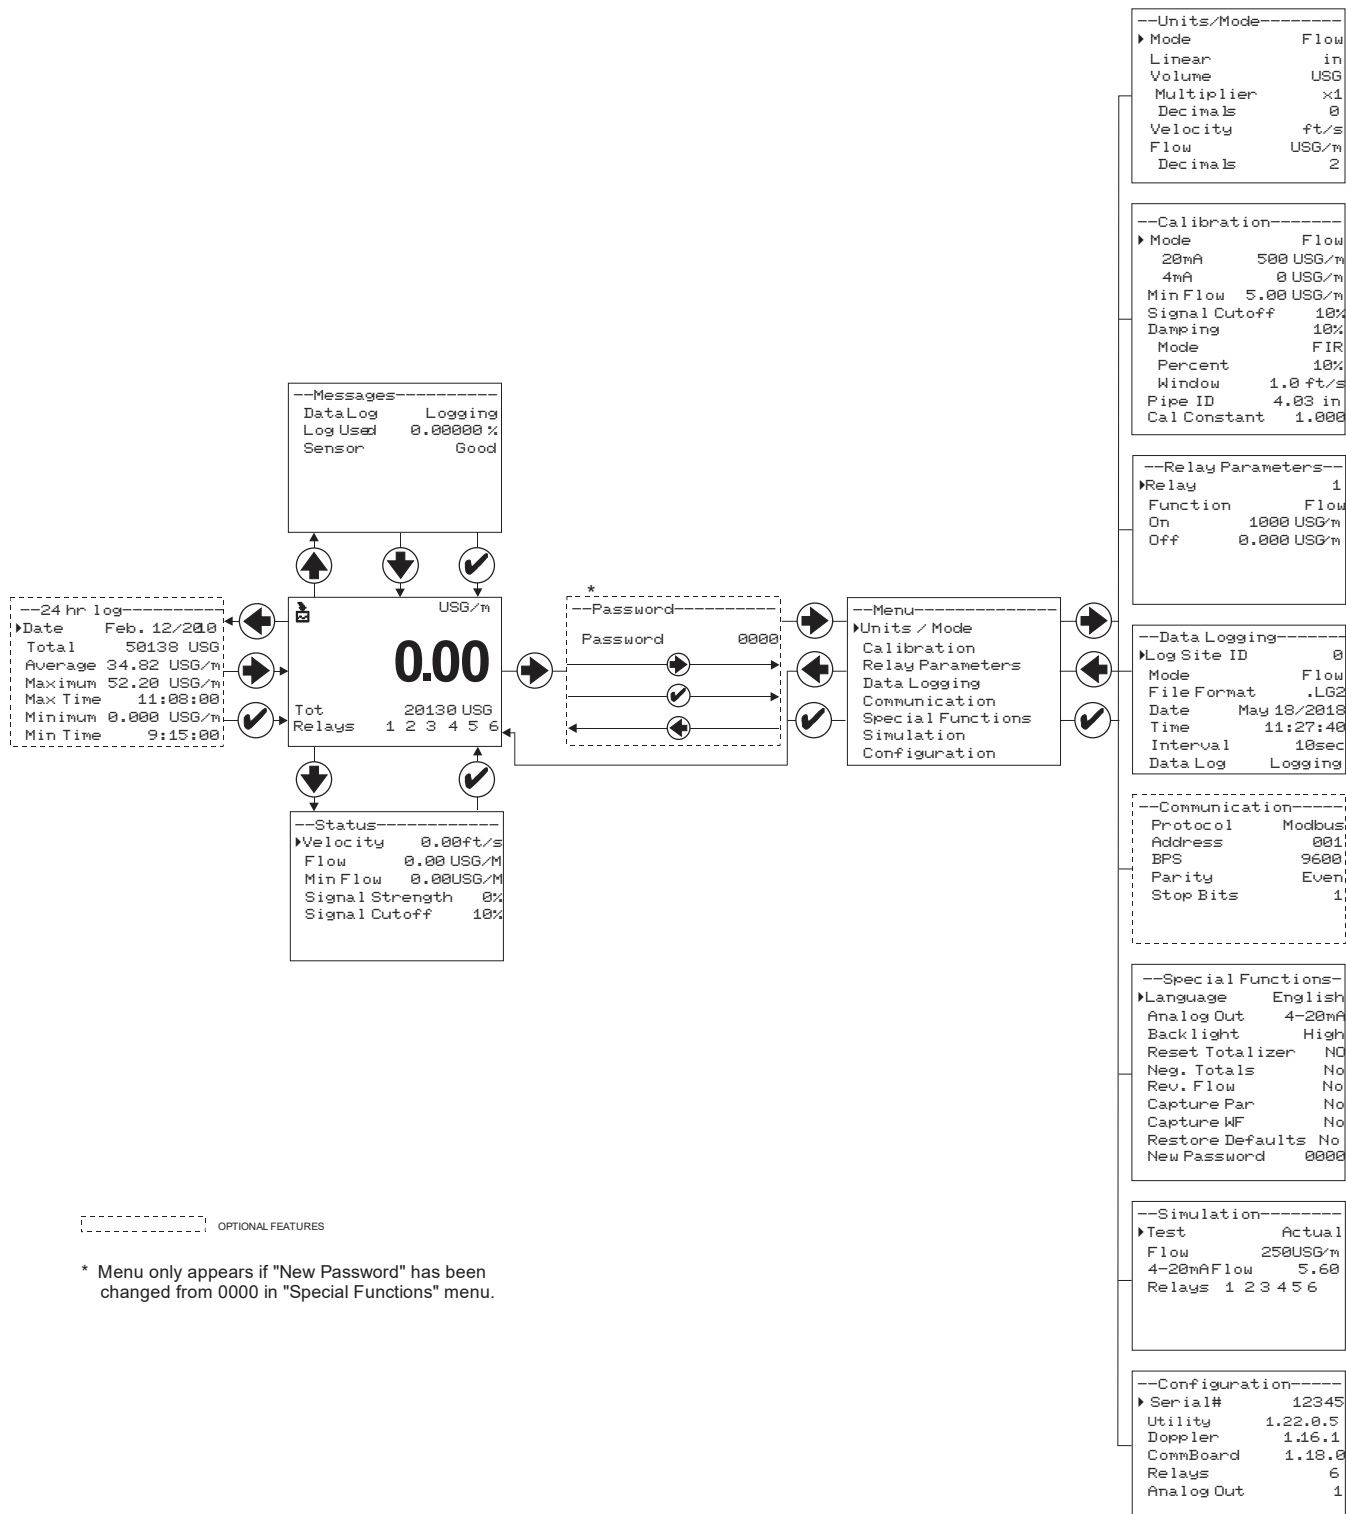 --Units/Mode--------
Mode Flow
Linear in
Volume USG
Multiplier x1
Decimals 0
Velocity ft/s
Flow USG/m
Decimals 2
--Calibration-------
Mode Flow
20mA 500 USG/m
4mA 0 USG/m
Min Flow 5.00 USG/m
Signal Cutoff 10%
Damping 10%
Mode FIR
Percent 10%
Window 1.0 ft/s
Pipe ID 4.03 in
Cal Constant 1.000
--Messages----------
Data Log Logging
Log Used 0.00000 %
Sensor Good
--Relay Parameters--
Relay 1
Function Flow
On 1000 USG/m
Off 0.000 USG/m
--24 hr log----------
Date Feb. 12/2010
Total 50138 USG
Average 34.82 USG/m
Maximum 52.20 USG/m
Max Time 11:08:00
Minimum 0.000 USG/m
Min Time 9:15:00
USG/m
0.00
Tot 20130 USG
Relays 1 2 3 4 5 6
*
--Password----------
Password 0000
--Menu--------------
Units / Mode
Calibration
Relay Parameters
Data Logging
Communication
Special Functions
Simulation
Configuration
--Data Logging-------
Log Site ID 0
Mode Flow
File Format .LG2
Date May 18/2018
Time 11:27:40
Interval 10sec
Data Log Logging
--Status------------
Velocity 0.00ft/s
Flow 0.00 USG/M
Min Flow 0.00USG/M
Signal Strength 0%
Signal Cutoff 10%
--Communication-----
Protocol Modbus
Address 001
BPS 9600
Parity Even
Stop Bits 1
--Special Functions-
Language English
Analog Out 4-20mA
Backlight High
Reset Totalizer NO
Neg. Totals No
Rev. Flow No
Capture Par No
Capture WF No
Restore Defaults No
New Password 0000
--Simulation--------
Test Actual
Flow 250USG/m
4-20mA Flow 5.60
Relays 1 2 3 4 5 6
OPTIONAL FEATURES
* Menu only appears if "New Password" has been
changed from 0000 in "Special Functions" menu.
--Configuration-----
Serial# 12345
Utility 1.22.0.5
Doppler 1.16.1
CommBoard 1.18.0
Relays 6
Analog Out 1